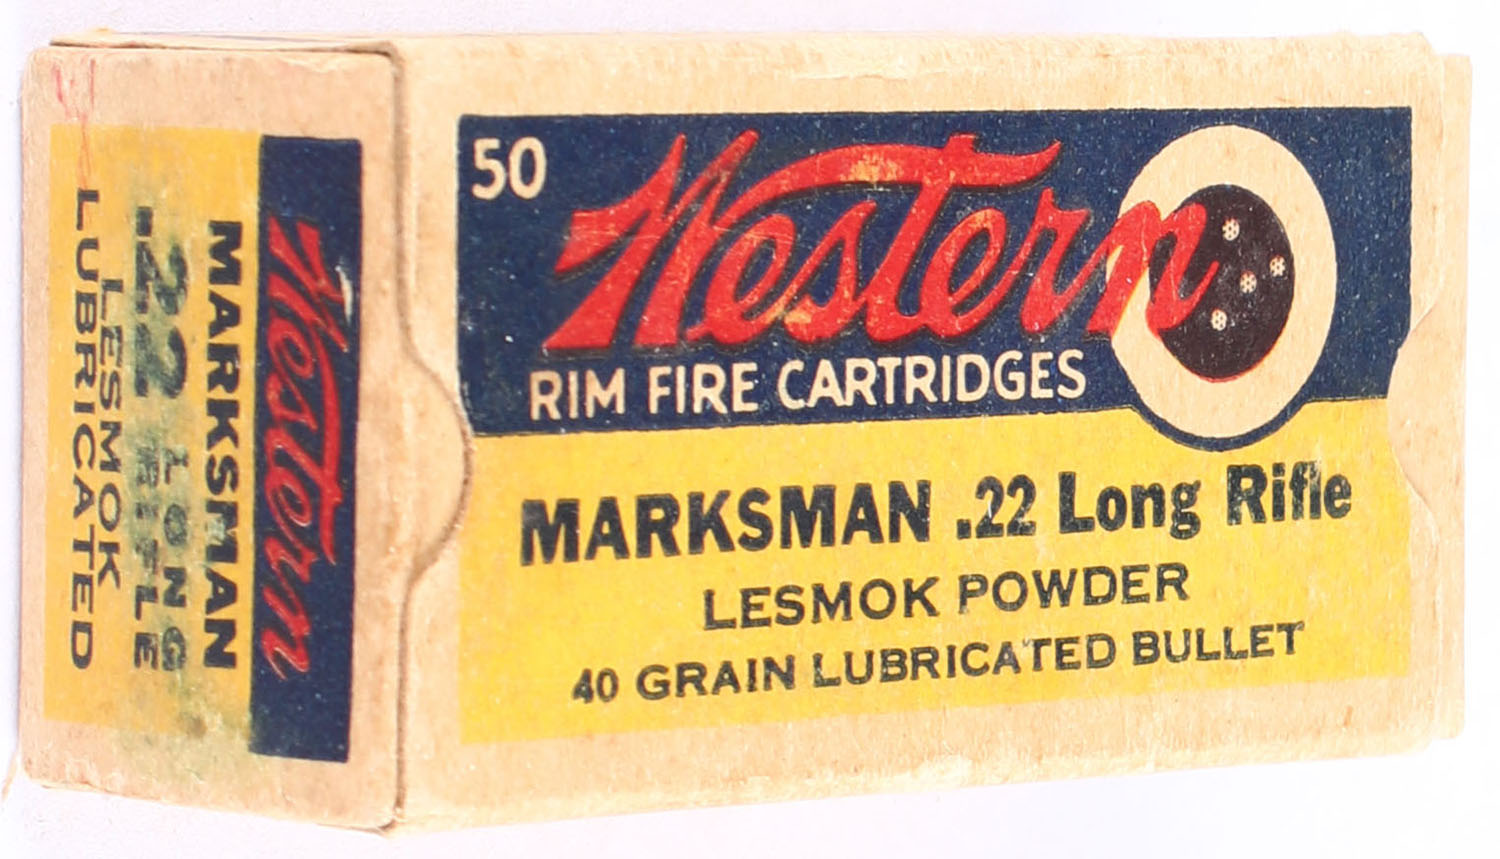 50
Western
RIM FIRE CARTRIDGES
MARKSMAN .22 Long Rifle
LESMOK POWDER
40 GRAIN LUBRICATED BULLET
Western
MARKSMAN
.22 LONG RIFLE
LESMOK
LUBRICATED